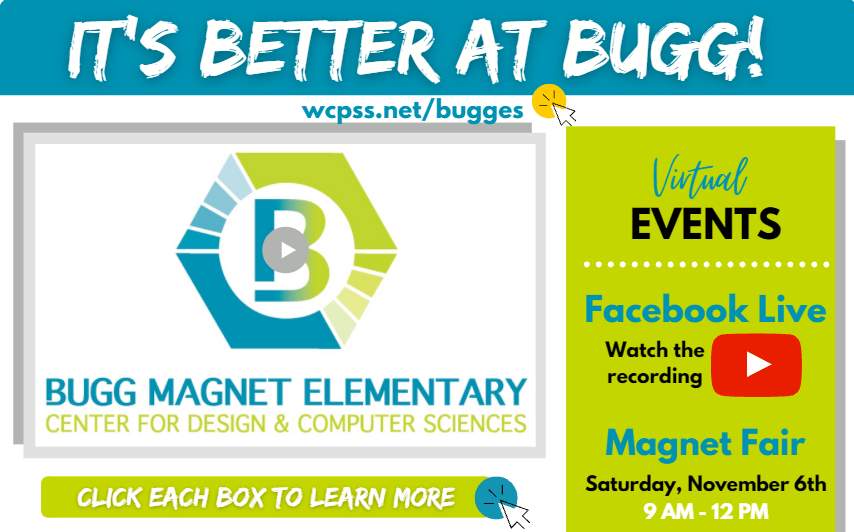 IT'S BETTER AT BUGG!
wcpss.net/bugges
B
BUGG MAGNET ELEMENTARY
CENTER FOR DESIGN & COMPUTER SCIENCES
CLICK EACH BOX TO LEARN MORE
Virtual
EVENTS
Facebook Live
Watch the
recording
Magnet Fair
Saturday, November 6th
9 AM - 12 PM